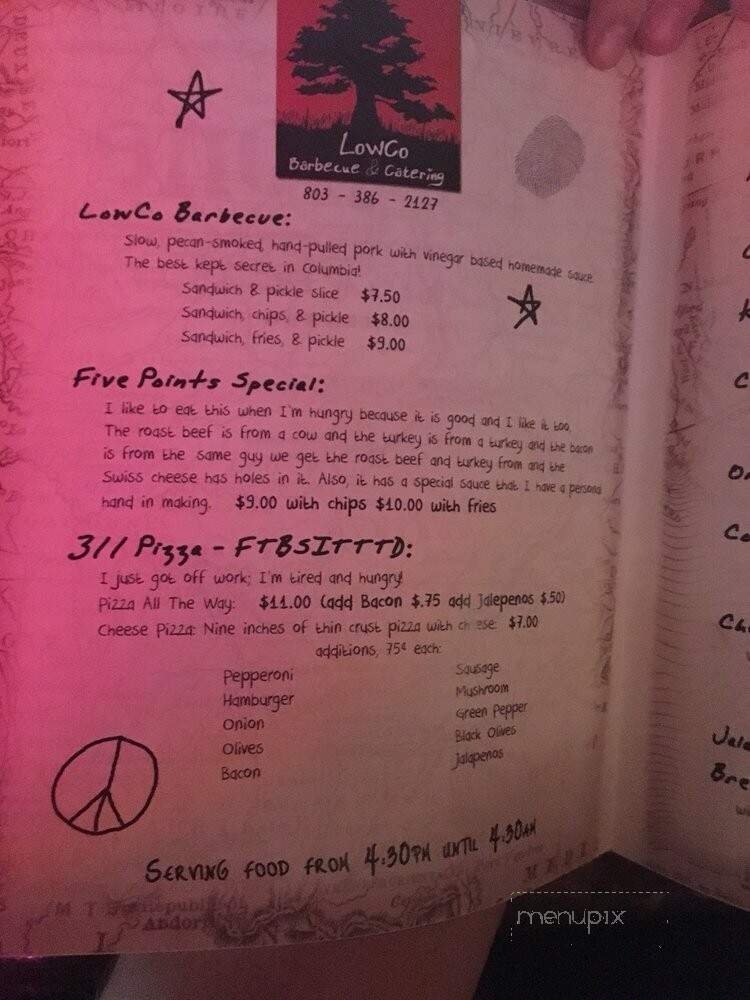 LowCo
Barbecue & Catering
803 - 386 - 2127
LowCo Barbecue:
Slow, pecan-smoked, hand-pulled pork with vinegar based homemade sauce.
The best kept secret in Columbia!
Sandwich & pickle slice $7.50
Sandwich, chips, & pickle $8.00
Sandwich, fries, & pickle $9.00
Five Points Special:
I like to eat this when I'm hungry because it is good and I like it too.
The roast beef is from a cow and the turkey is from a turkey and the bacon
is from the same guy we get the roast beef and turkey from and the
Swiss cheese has holes in it. Also, it has a special sauce that I have a personal
hand in making. $9.00 with chips $10.00 with fries
311 Pizza - FTBSITTTD:
I just got off work; I'm tired and hungry!
Pizza All The Way: $11.00 (add Bacon $.75 add Jalepenos $.50)
Cheese Pizza: Nine inches of thin crust pizza with cheese: $7.00
additions, 75¢ each:
Pepperoni
Hamburger
Onion
Olives
Bacon
Sausage
Mushroom
Green Pepper
Black Olives
Jalapenos
SERVING FOOD FROM 4:30PM UNTIL 4:30AM
Republic of
Andor
menupix